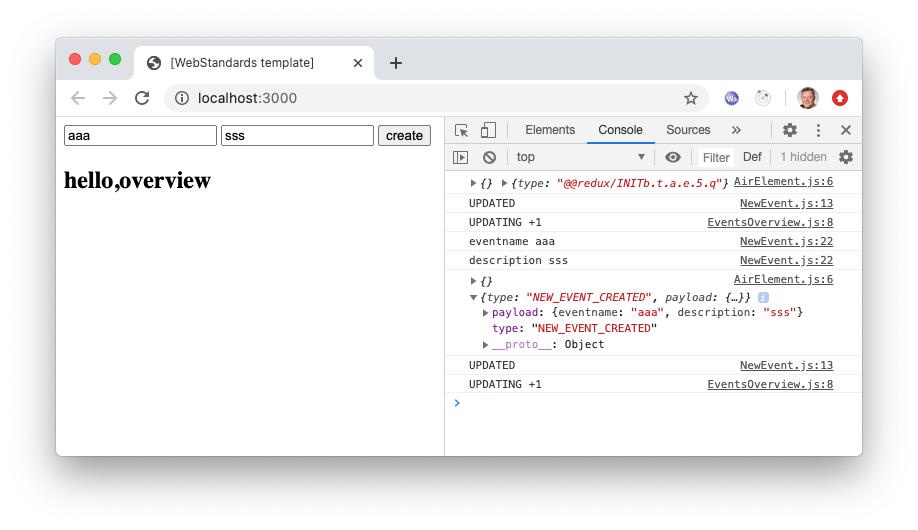 [WebStandards template]
localhost:3000
Ws
aaa sss create
hello,overview
Elements Console Sources »
top Filter Def 1 hidden
{} {type: "@@redux/INITb.t.a.e.5.q"} AirElement.js:6
UPDATED NewEvent.js:13
UPDATING +1 EventsOverview.js:8
eventname aaa NewEvent.js:22
description sss NewEvent.js:22
{} AirElement.js:6
{type: "NEW_EVENT_CREATED", payload: {…}} i
payload: {eventname: "aaa", description: "sss"}
type: "NEW_EVENT_CREATED"
__proto__: Object
UPDATED NewEvent.js:13
UPDATING +1 EventsOverview.js:8